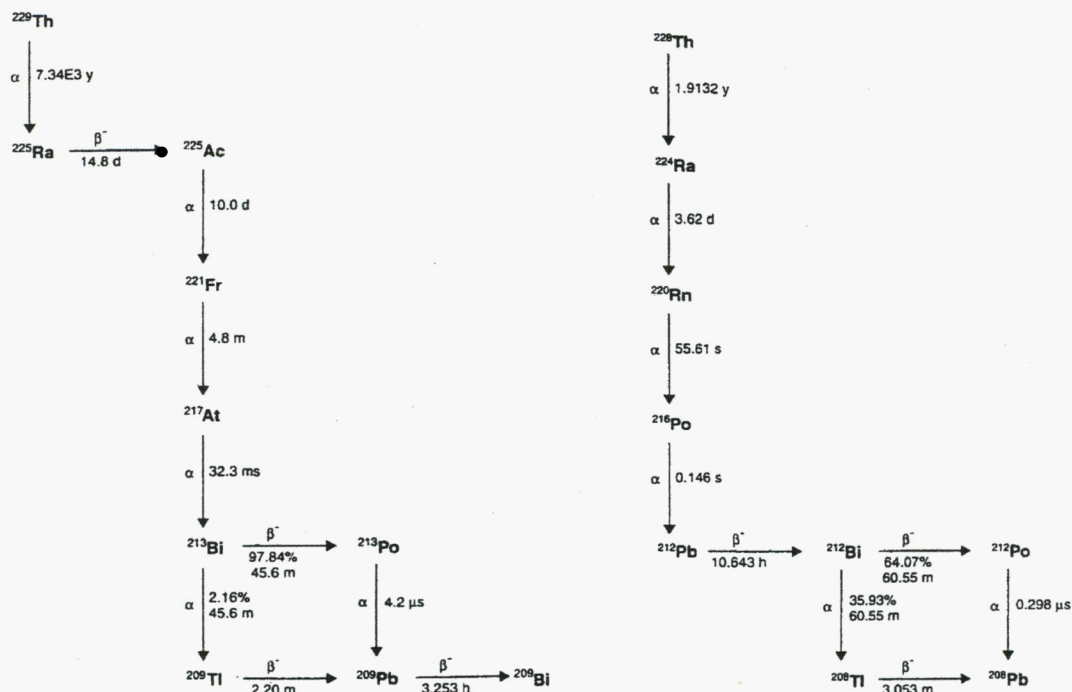 ²²⁹Th
α 7.34E3 y
²²⁵Ra β⁻ 14.8 d ²²⁵Ac
α 10.0 d
²²¹Fr
α 4.8 m
²¹⁷At
α 32.3 ms
²¹³Bi β⁻ 97.84% 45.6 m ²¹³Po
α 2.16% 45.6 m
α 4.2 μs
²⁰⁹Tl β⁻ 2.20 m ²⁰⁹Pb β⁻ 3.253 h ²⁰⁹Bi
²²⁸Th
α 1.9132 y
²²⁴Ra
α 3.62 d
²²⁰Rn
α 55.61 s
²¹⁶Po
α 0.146 s
²¹²Pb β⁻ 10.643 h ²¹²Bi β⁻ 64.07% 60.55 m ²¹²Po
α 35.93% 60.55 m
α 0.298 μs
²⁰⁸Tl β⁻ 3.053 m ²⁰⁸Pb